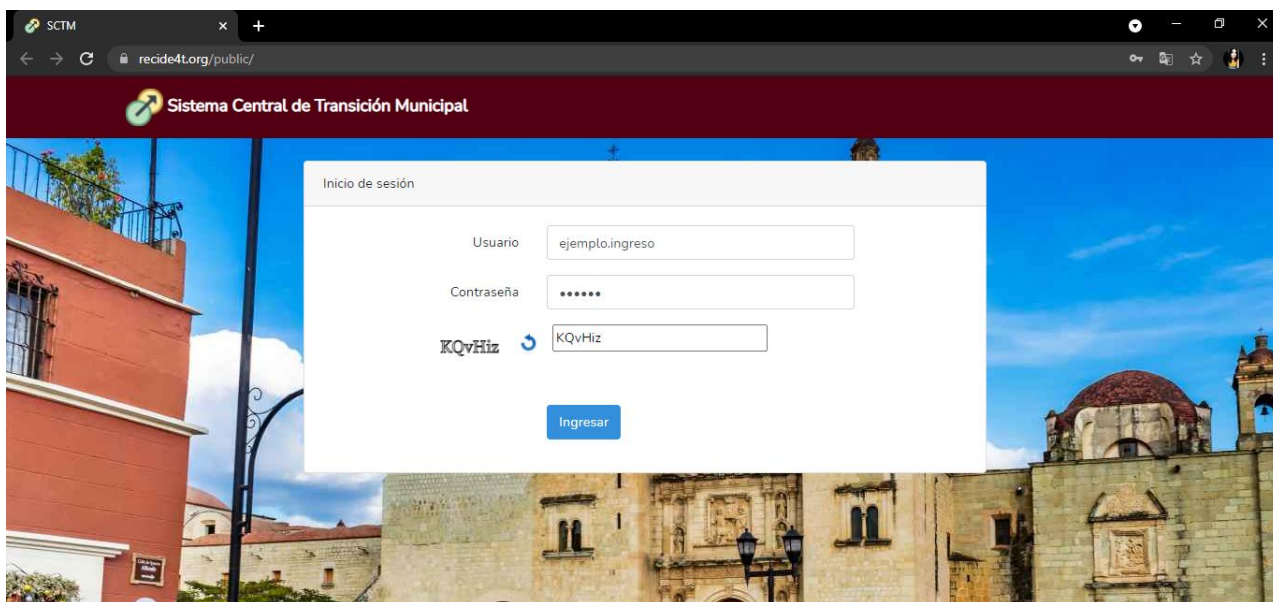 SCTM
recide4t.org/public/
Sistema Central de Transición Municipal
Inicio de sesión
Usuario
ejemplo.ingreso
Contraseña
••••••
KQvHiz
KQvHiz
Ingresar